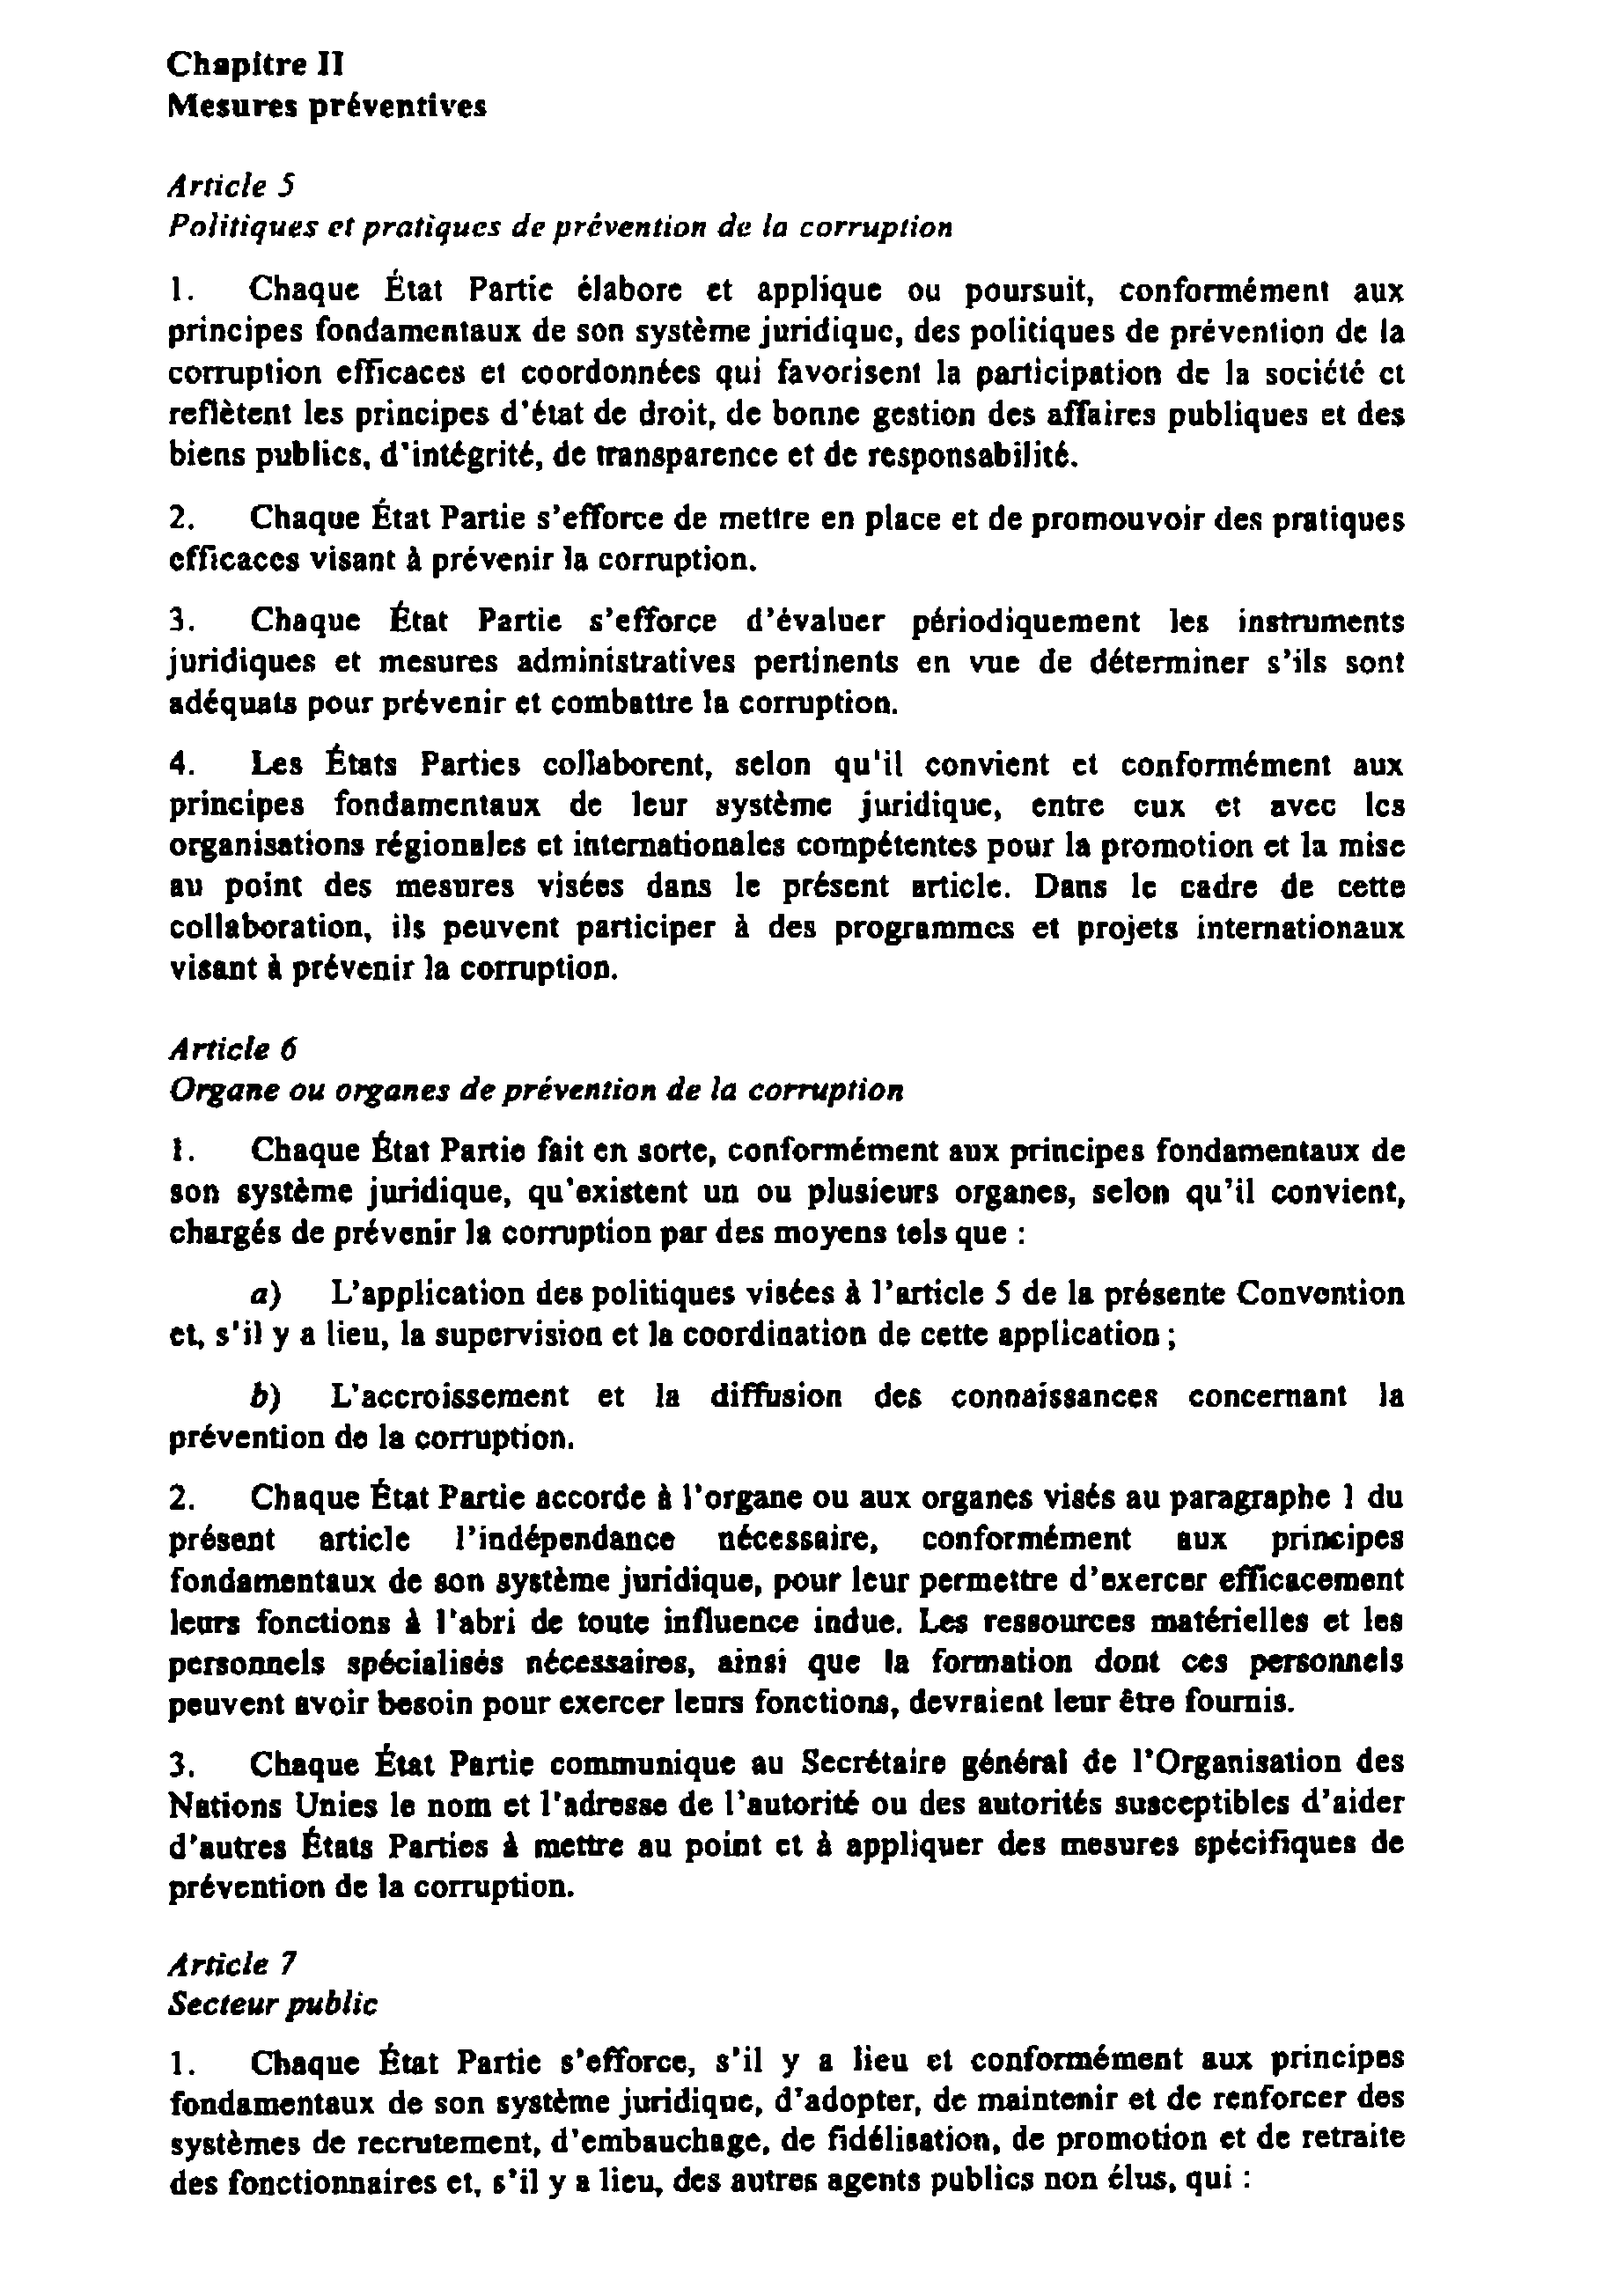 Chapitre II
Mesures préventives
Article 5
Politiques et pratiques de prévention de la corruption
1. Chaque État Partie élabore et applique ou poursuit, conformément aux
principes fondamentaux de son système juridique, des politiques de prévention de la
corruption efficaces et coordonnées qui favorisent la participation de la société et
reflètent les principes d'état de droit, de bonne gestion des affaires publiques et des
biens publics, d'intégrité, de transparence et de responsabilité.
2. Chaque État Partie s'efforce de mettre en place et de promouvoir des pratiques
efficaces visant à prévenir la corruption.
3. Chaque État Partie s'efforce d'évaluer périodiquement les instruments
juridiques et mesures administratives pertinents en vue de déterminer s'ils sont
adéquats pour prévenir et combattre la corruption.
4. Les États Parties collaborent, selon qu'il convient et conformément aux
principes fondamentaux de leur système juridique, entre eux et avec les
organisations régionales et internationales compétentes pour la promotion et la mise
au point des mesures visées dans le présent article. Dans le cadre de cette
collaboration, ils peuvent participer à des programmes et projets internationaux
visant à prévenir la corruption.
Article 6
Organe ou organes de prévention de la corruption
1. Chaque État Partie fait en sorte, conformément aux principes fondamentaux de
son système juridique, qu'existent un ou plusieurs organes, selon qu'il convient,
chargés de prévenir la corruption par des moyens tels que :
a) L'application des politiques visées à l'article 5 de la présente Convention
et, s'il y a lieu, la supervision et la coordination de cette application ;
b) L'accroissement et la diffusion des connaissances concernant la
prévention de la corruption.
2. Chaque État Partie accorde à l'organe ou aux organes visés au paragraphe 1 du
présent article l'indépendance nécessaire, conformément aux principes
fondamentaux de son système juridique, pour leur permettre d'exercer efficacement
leurs fonctions à l'abri de toute influence indue. Les ressources matérielles et les
personnels spécialisés nécessaires, ainsi que la formation dont ces personnels
peuvent avoir besoin pour exercer leurs fonctions, devraient leur être fournis.
3. Chaque État Partie communique au Secrétaire général de l'Organisation des
Nations Unies le nom et l'adresse de l'autorité ou des autorités susceptibles d'aider
d'autres États Parties à mettre au point et à appliquer des mesures spécifiques de
prévention de la corruption.
Article 7
Secteur public
1. Chaque État Partie s'efforce, s'il y a lieu et conformément aux principes
fondamentaux de son système juridique, d'adopter, de maintenir et de renforcer des
systèmes de recrutement, d'embauchage, de fidélisation, de promotion et de retraite
des fonctionnaires et, s'il y a lieu, des autres agents publics non élus, qui :